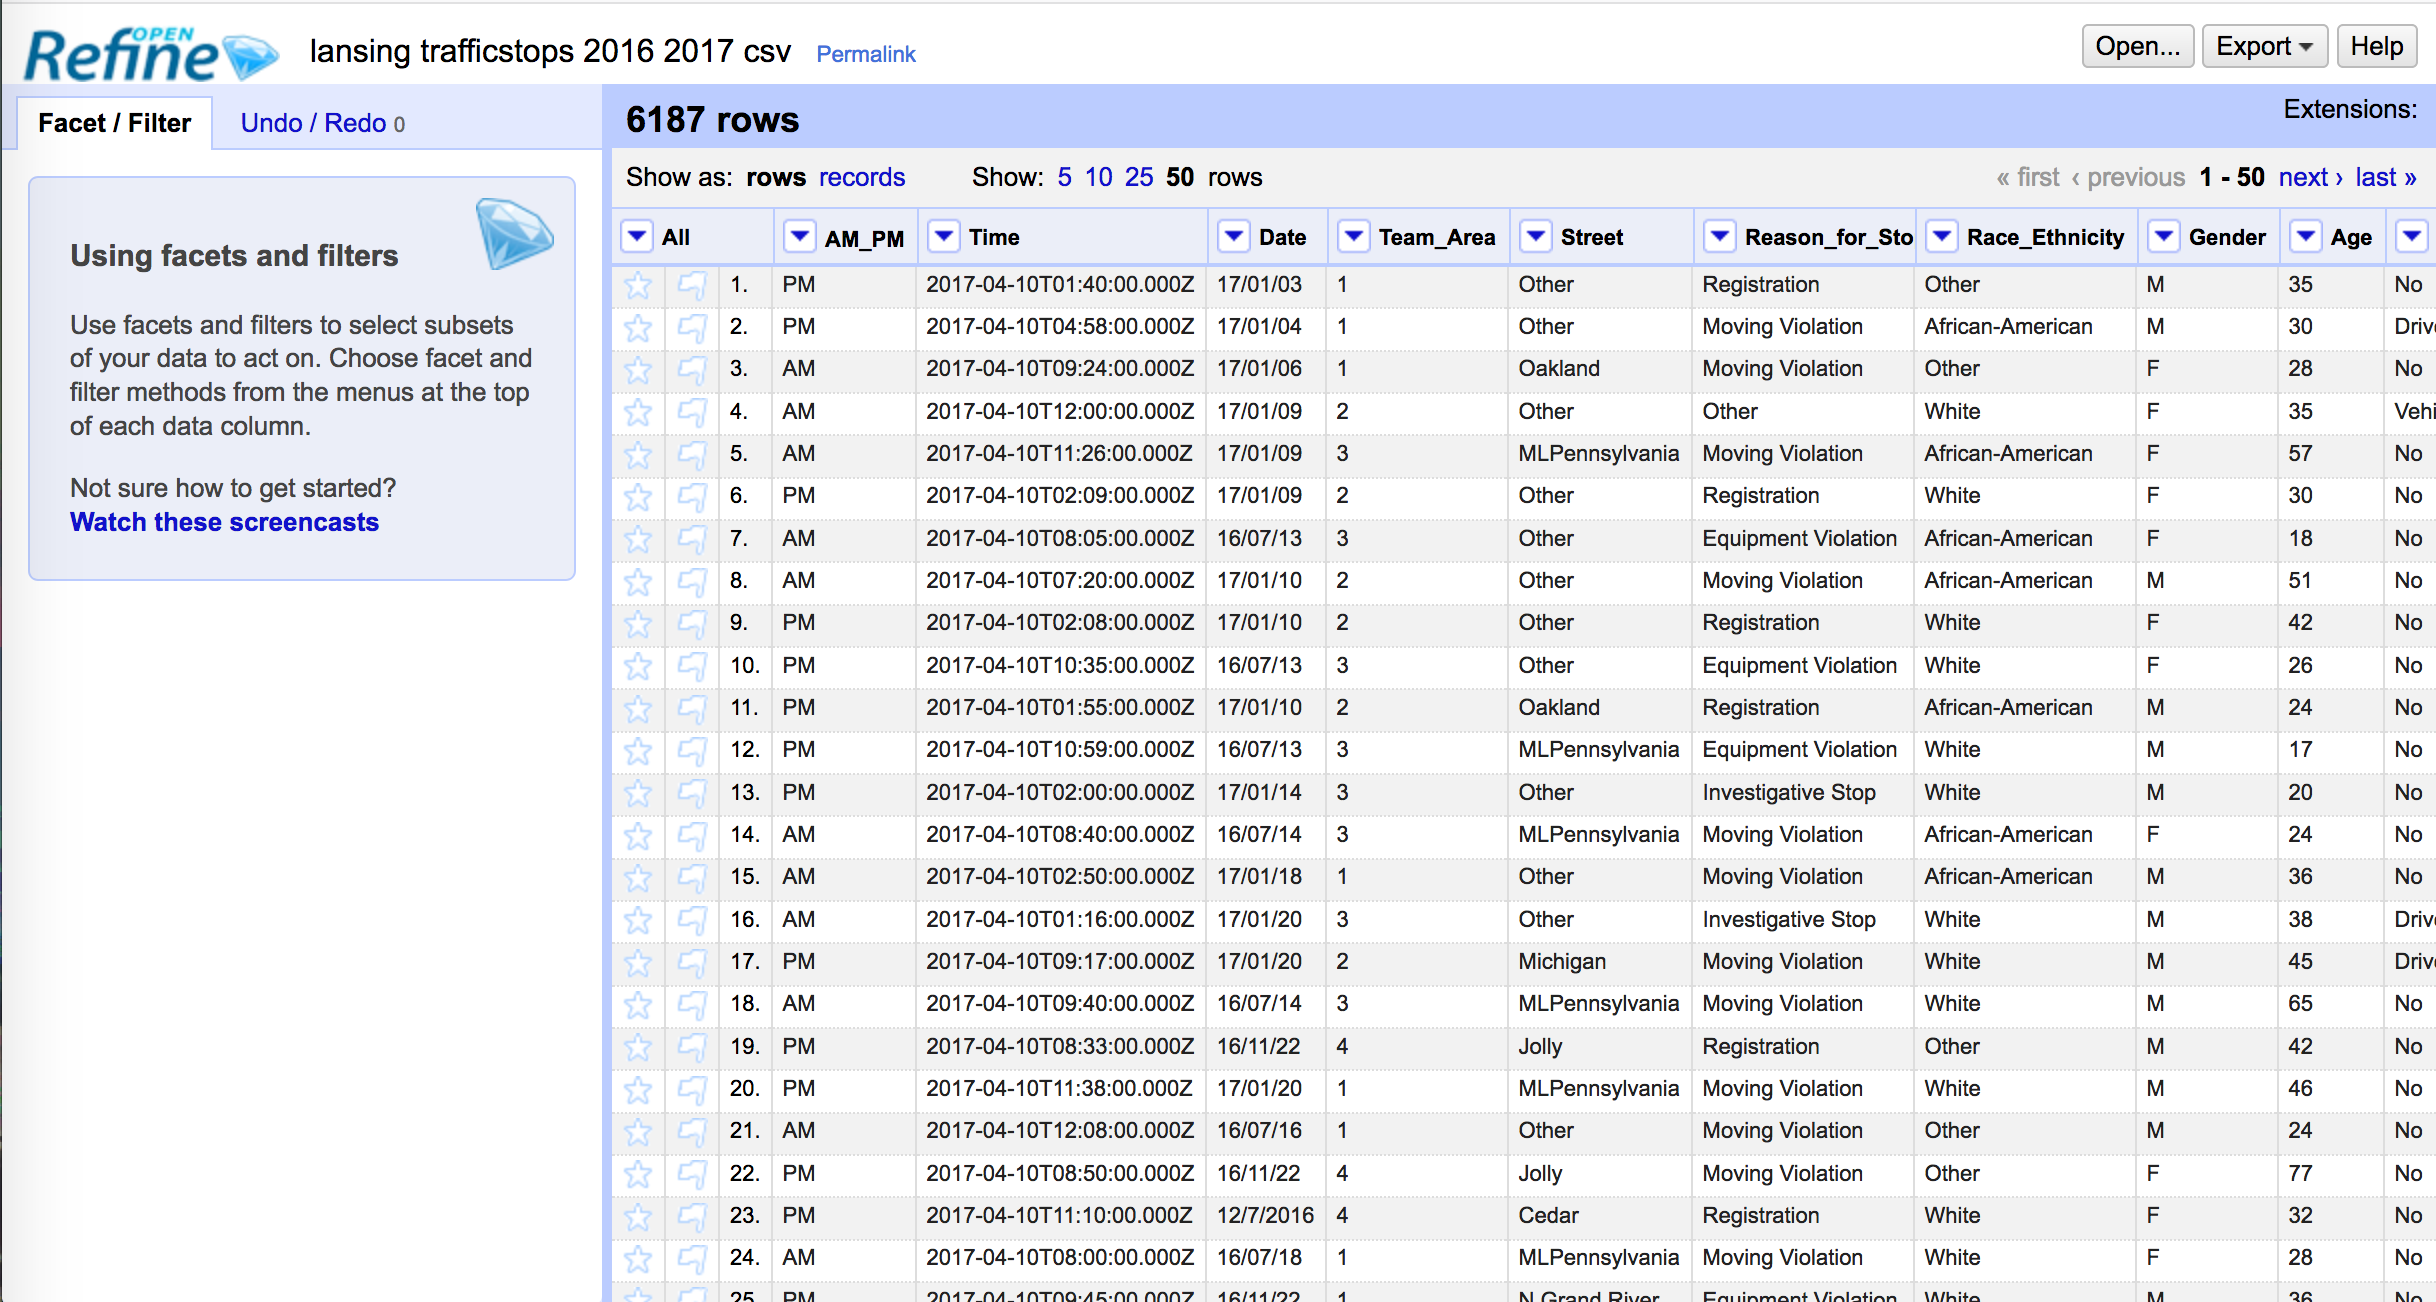 OPEN
Refine lansing trafficstops 2016 2017 csv Permalink Open... Export Help
Facet / Filter Undo / Redo 0
6187 rows Extensions:
Show as: rows records Show: 5 10 25 50 rows « first ‹ previous 1 - 50 next › last »
Using facets and filters
Use facets and filters to select subsets
of your data to act on. Choose facet and
filter methods from the menus at the top
of each data column.
Not sure how to get started?
Watch these screencasts
All AM_PM Time Date Team_Area Street Reason_for_Sto Race_Ethnicity Gender Age
1. PM 2017-04-10T01:40:00.000Z 17/01/03 1 Other Registration Other M 35 No
2. PM 2017-04-10T04:58:00.000Z 17/01/04 1 Other Moving Violation African-American M 30 Driv
3. AM 2017-04-10T09:24:00.000Z 17/01/06 1 Oakland Moving Violation Other F 28 No
4. AM 2017-04-10T12:00:00.000Z 17/01/09 2 Other Other White F 35 Vehi
5. AM 2017-04-10T11:26:00.000Z 17/01/09 3 MLPennsylvania Moving Violation African-American F 57 No
6. PM 2017-04-10T02:09:00.000Z 17/01/09 2 Other Registration White F 30 No
7. AM 2017-04-10T08:05:00.000Z 16/07/13 3 Other Equipment Violation African-American F 18 No
8. AM 2017-04-10T07:20:00.000Z 17/01/10 2 Other Moving Violation African-American M 51 No
9. PM 2017-04-10T02:08:00.000Z 17/01/10 2 Other Registration White F 42 No
10. PM 2017-04-10T10:35:00.000Z 16/07/13 3 Other Equipment Violation White F 26 No
11. PM 2017-04-10T01:55:00.000Z 17/01/10 2 Oakland Registration African-American M 24 No
12. PM 2017-04-10T10:59:00.000Z 16/07/13 3 MLPennsylvania Equipment Violation White M 17 No
13. PM 2017-04-10T02:00:00.000Z 17/01/14 3 Other Investigative Stop White M 20 No
14. AM 2017-04-10T08:40:00.000Z 16/07/14 3 MLPennsylvania Moving Violation African-American F 24 No
15. AM 2017-04-10T02:50:00.000Z 17/01/18 1 Other Moving Violation African-American M 36 No
16. AM 2017-04-10T01:16:00.000Z 17/01/20 3 Other Investigative Stop White M 38 Driv
17. PM 2017-04-10T09:17:00.000Z 17/01/20 2 Michigan Moving Violation White M 45 Driv
18. AM 2017-04-10T09:40:00.000Z 16/07/14 3 MLPennsylvania Moving Violation White M 65 No
19. PM 2017-04-10T08:33:00.000Z 16/11/22 4 Jolly Registration Other M 42 No
20. PM 2017-04-10T11:38:00.000Z 17/01/20 1 MLPennsylvania Moving Violation White M 46 No
21. AM 2017-04-10T12:08:00.000Z 16/07/16 1 Other Moving Violation Other M 24 No
22. PM 2017-04-10T08:50:00.000Z 16/11/22 4 Jolly Moving Violation Other F 77 No
23. PM 2017-04-10T11:10:00.000Z 12/7/2016 4 Cedar Registration White F 32 No
24. AM 2017-04-10T08:00:00.000Z 16/07/18 1 MLPennsylvania Moving Violation White F 28 No
25. PM 2017-04-10T09:45:00.000Z 16/11/22 1 N Grand River Equipment Violation White M 36 No